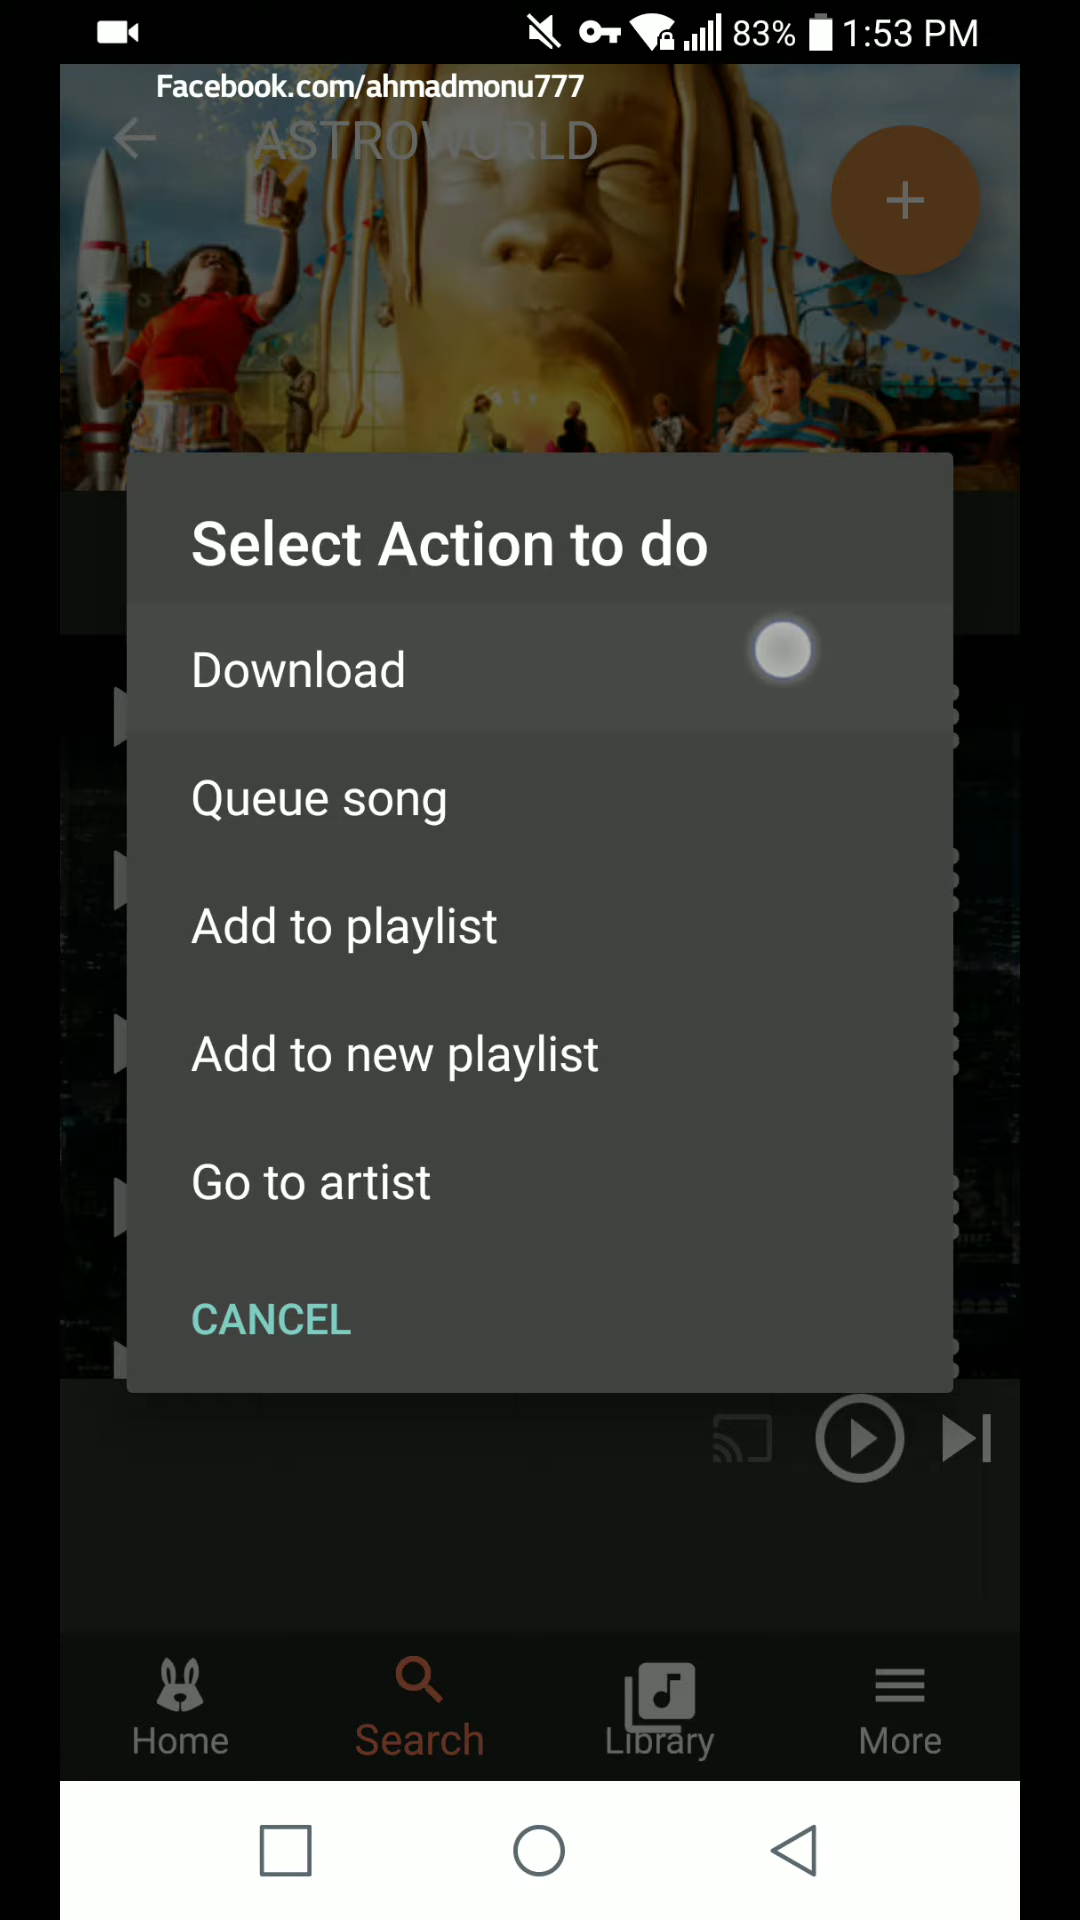 83% 1:53 PM
Facebook.com/ahmadmonu777
ASTROWORLD
Select Action to do
Download
Queue song
Add to playlist
Add to new playlist
Go to artist
CANCEL
Home Search Library More